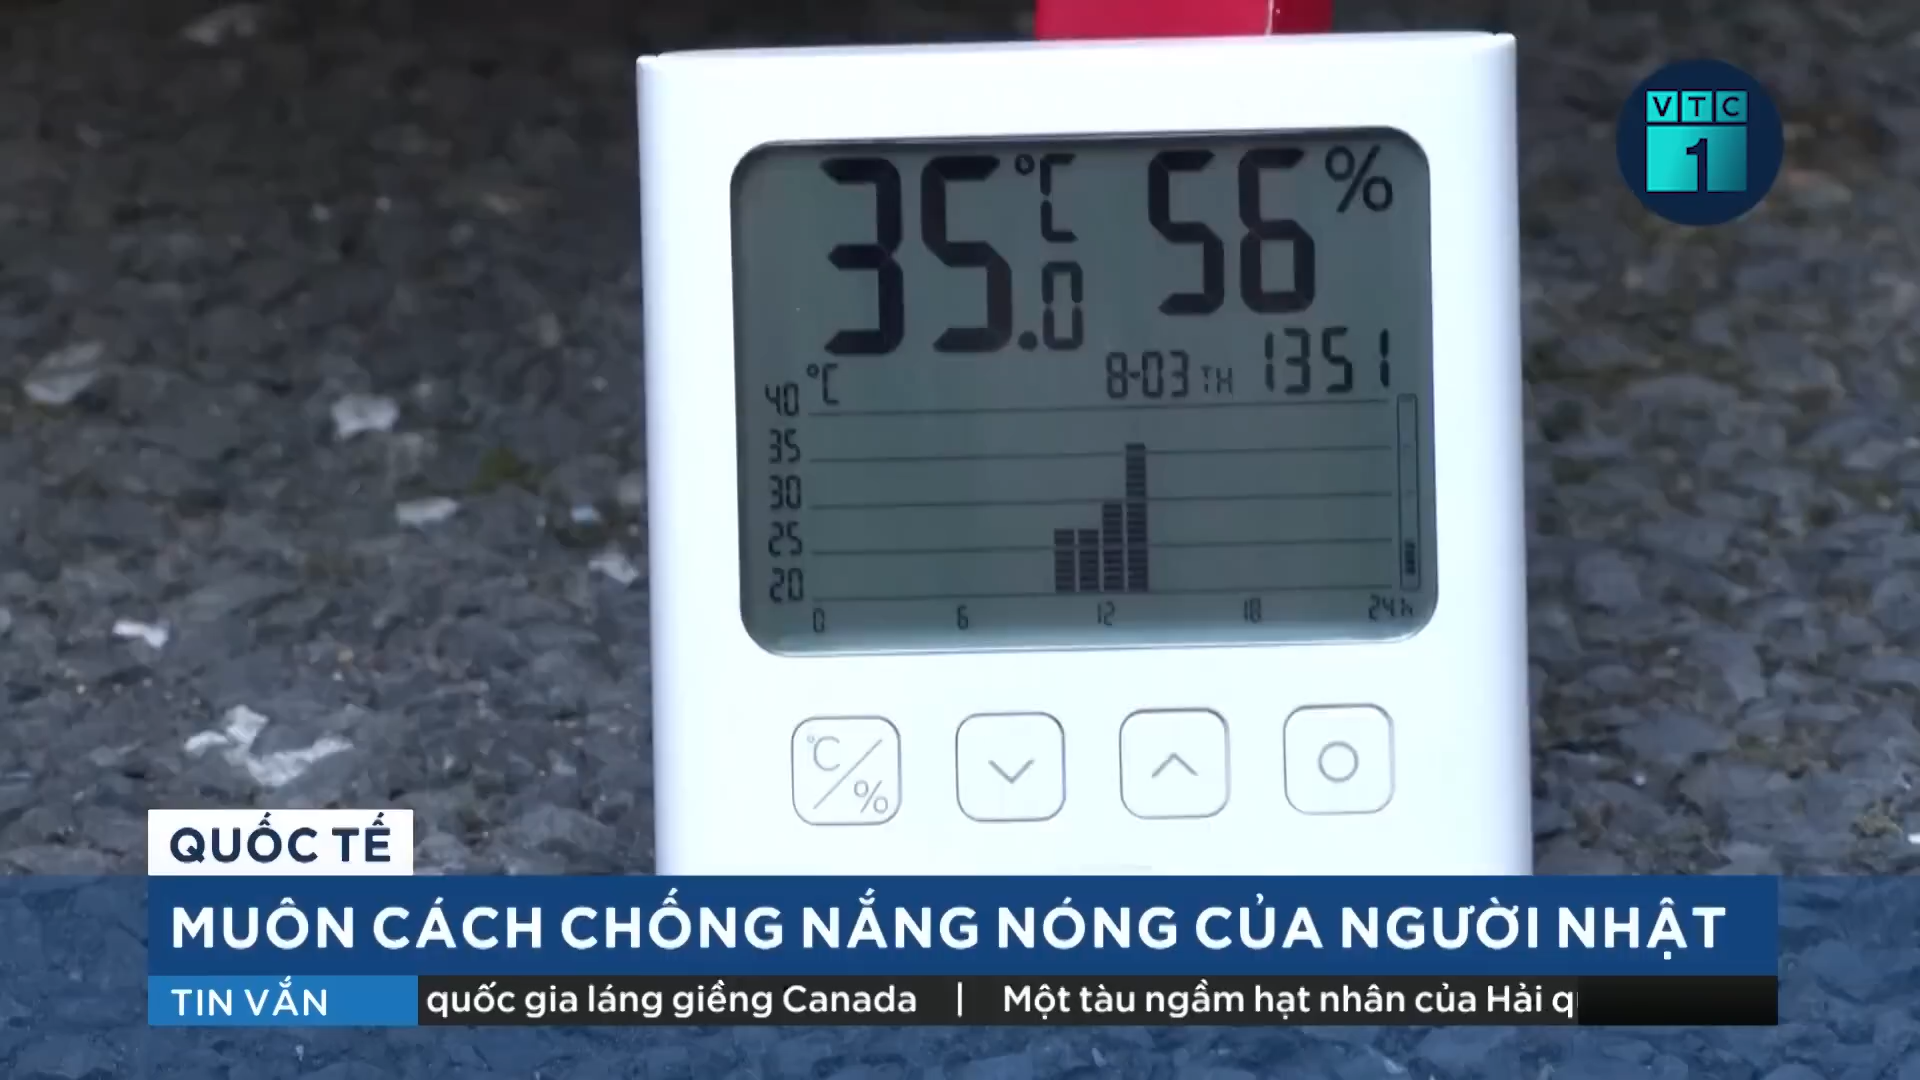 VTC
1
35.0 °C 56 %
8-03 TH 1351
40 °C
35
30
25
20
0 6 12 18 24h
°C/%
QUỐC TẾ
MUÔN CÁCH CHỐNG NẮNG NÓNG CỦA NGƯỜI NHẬT
TIN VẮN quốc gia láng giềng Canada | Một tàu ngầm hạt nhân của Hải